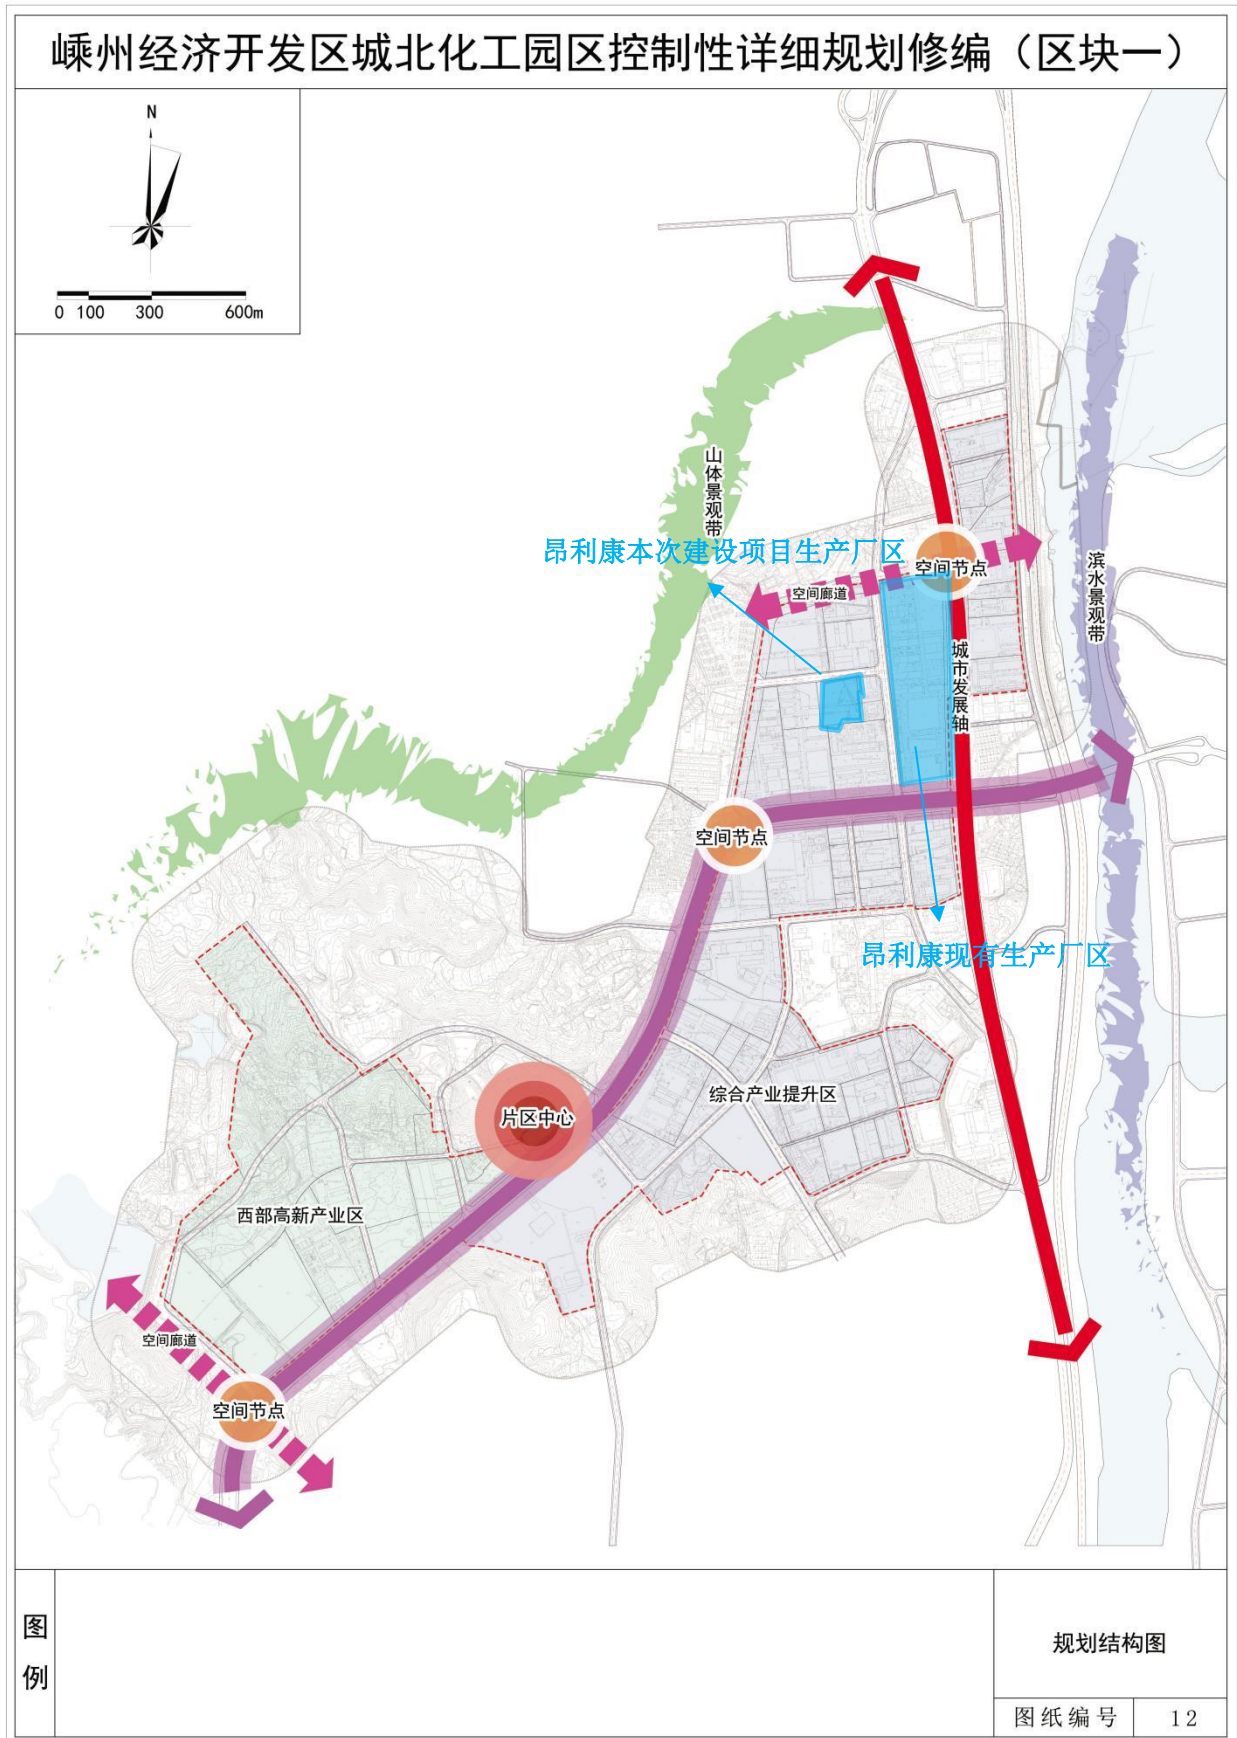 嵊州经济开发区城北化工园区控制性详细规划修编（区块一）
N
0 100 300 600m
山体景观带
昂利康本次建设项目生产厂区
空间节点
空间廊道
滨水景观带
城市发展轴
空间节点
昂利康现有生产厂区
综合产业提升区
片区中心
西部高新产业区
空间廊道
空间节点
图例
规划结构图
图纸编号 12